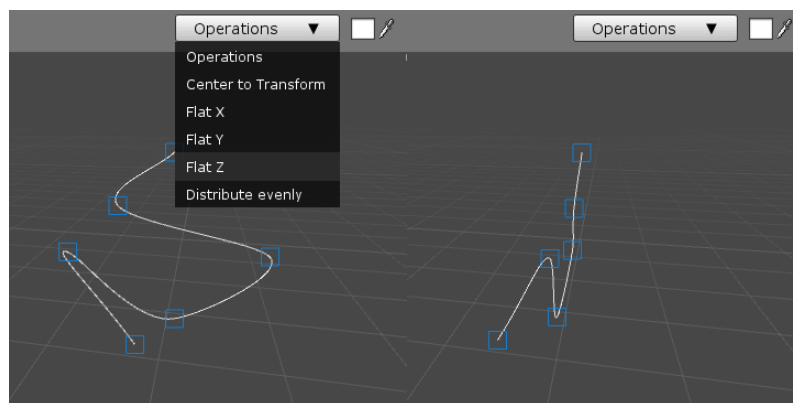 Operations ▼
Operations
Center to Transform
Flat X
Flat Y
Flat Z
Distribute evenly
Operations ▼